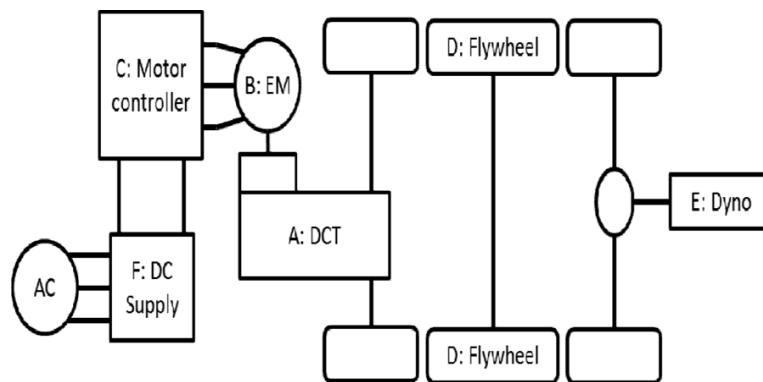 C: Motor
controller
B: EM
D: Flywheel
A: DCT
E: Dyno
AC
F: DC
Supply
D: Flywheel